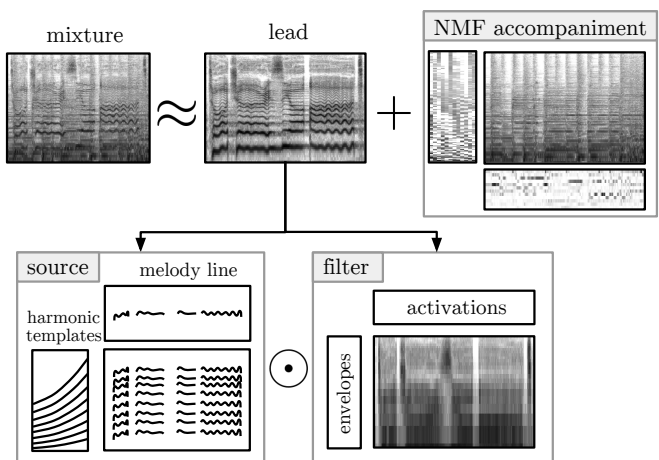 mixture
lead
NMF accompaniment
≈
+
source
melody line
harmonic
templates
filter
activations
envelopes